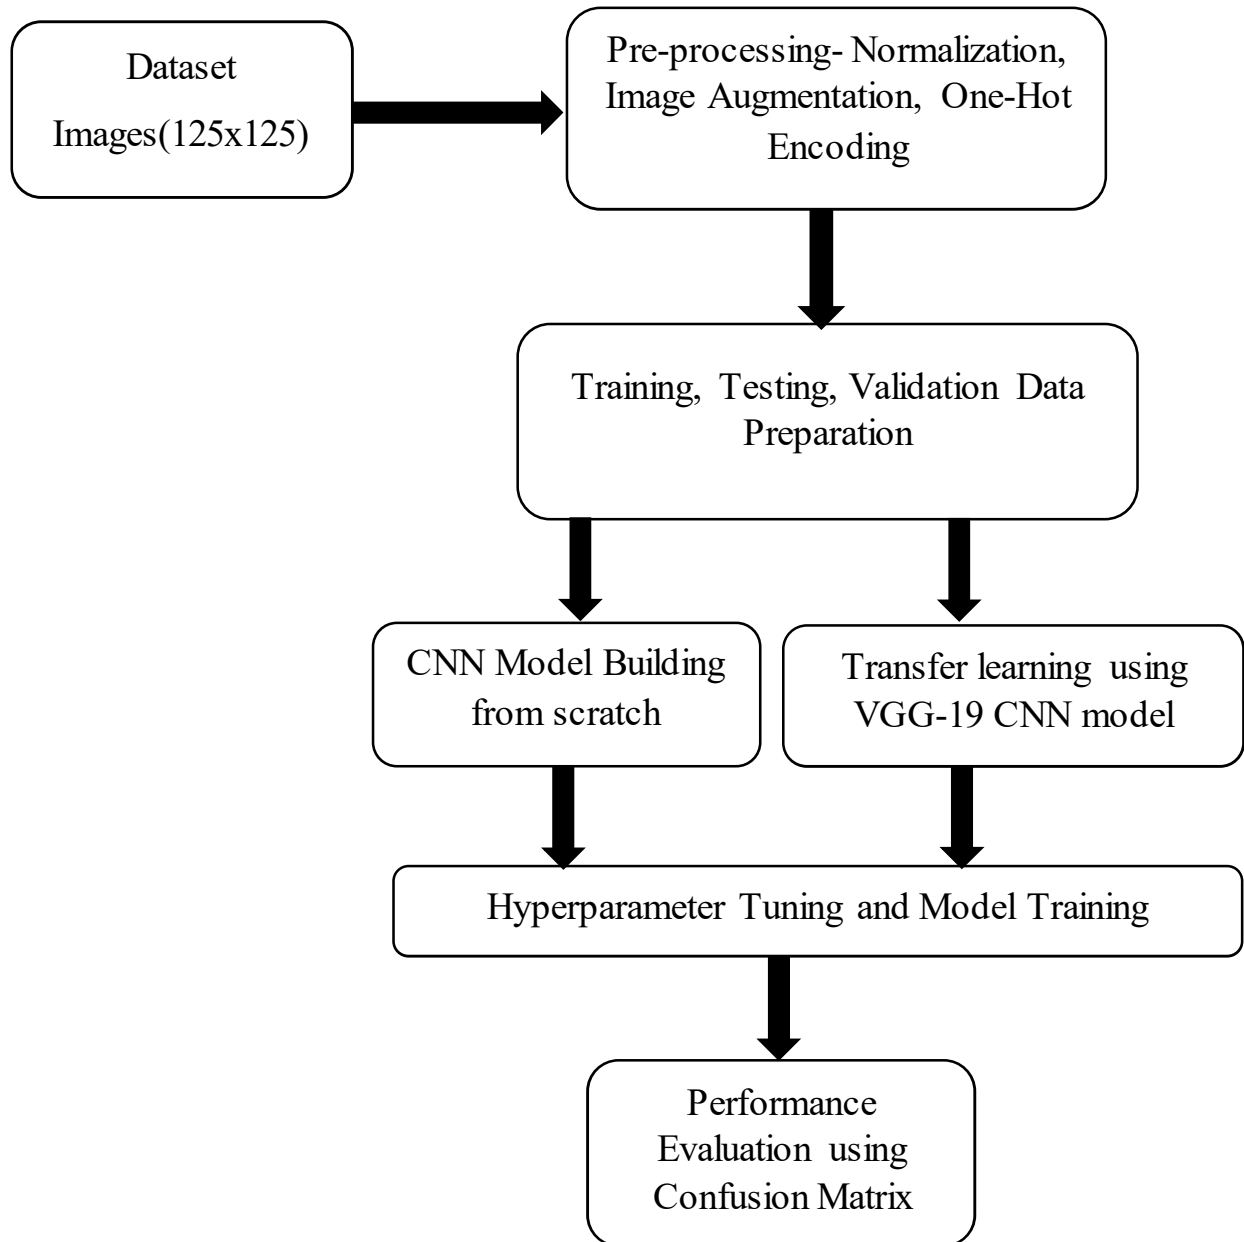 Dataset
Images(125x125)
Pre-processing- Normalization,
Image Augmentation, One-Hot
Encoding
Training, Testing, Validation Data
Preparation
CNN Model Building
from scratch
Transfer learning using
VGG-19 CNN model
Hyperparameter Tuning and Model Training
Performance
Evaluation using
Confusion Matrix